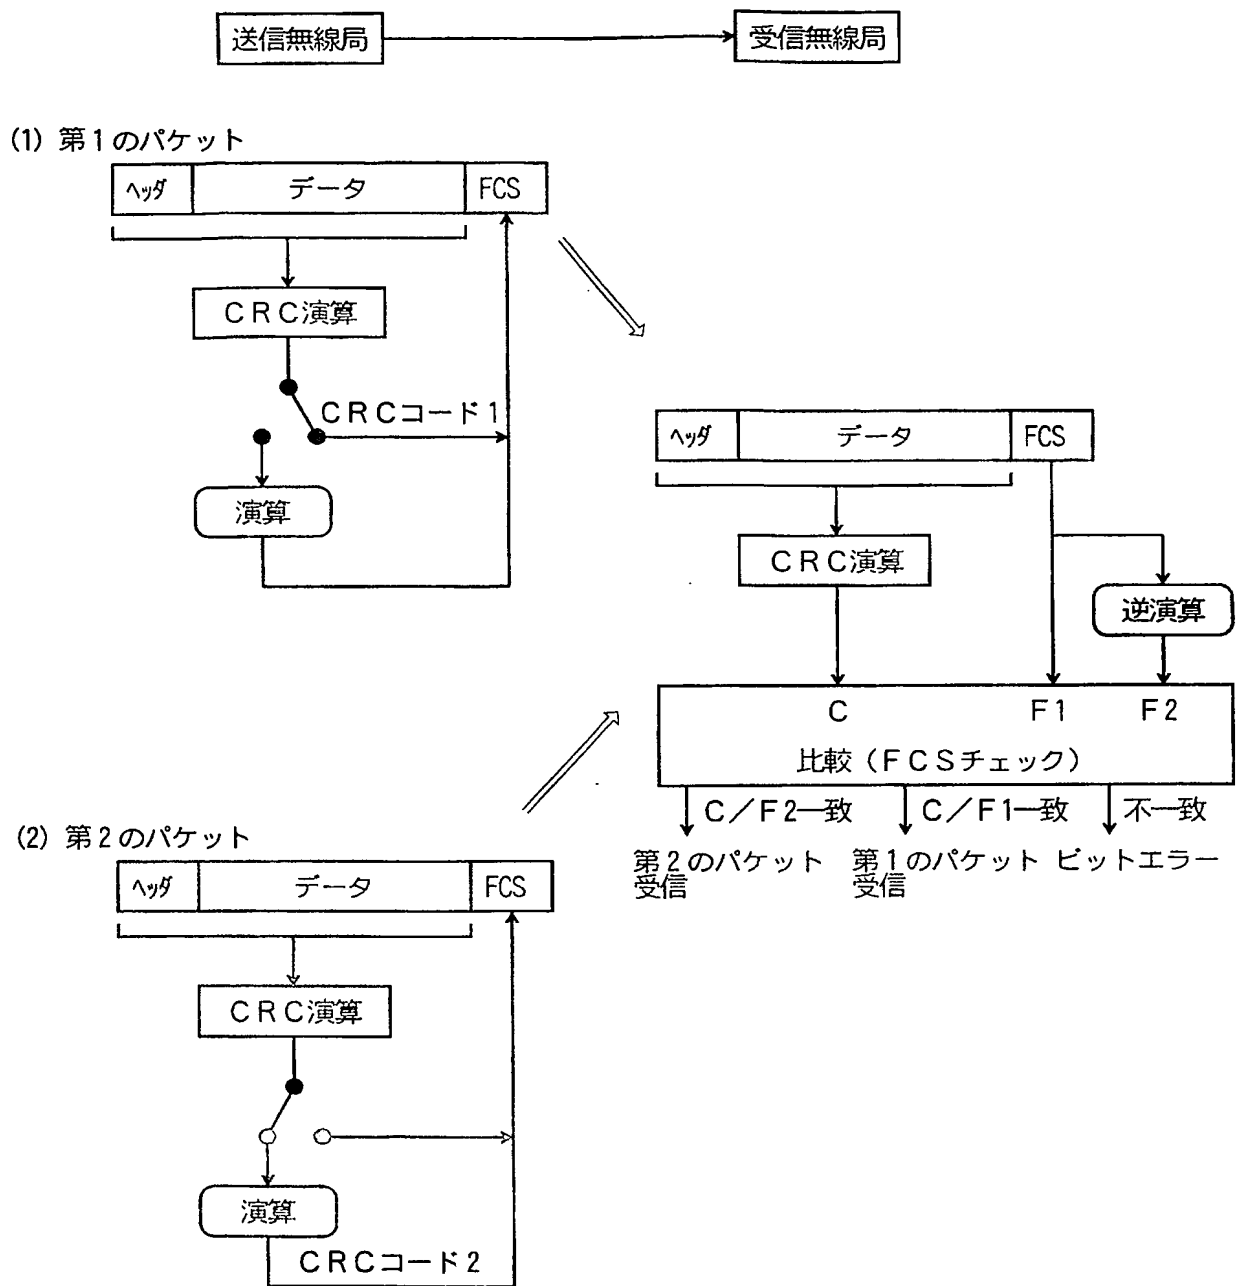 送信無線局
受信無線局
(1) 第1のパケット
ヘッダ データ FCS
CRC演算
CRCコード1
演算
ヘッダ データ FCS
CRC演算
逆演算
C F1 F2
比較(FCSチェック)
C/F2一致 C/F1一致 不一致
第2のパケット 第1のパケット ビットエラー
受信 受信
(2) 第2のパケット
ヘッダ データ FCS
CRC演算
演算
CRCコード2